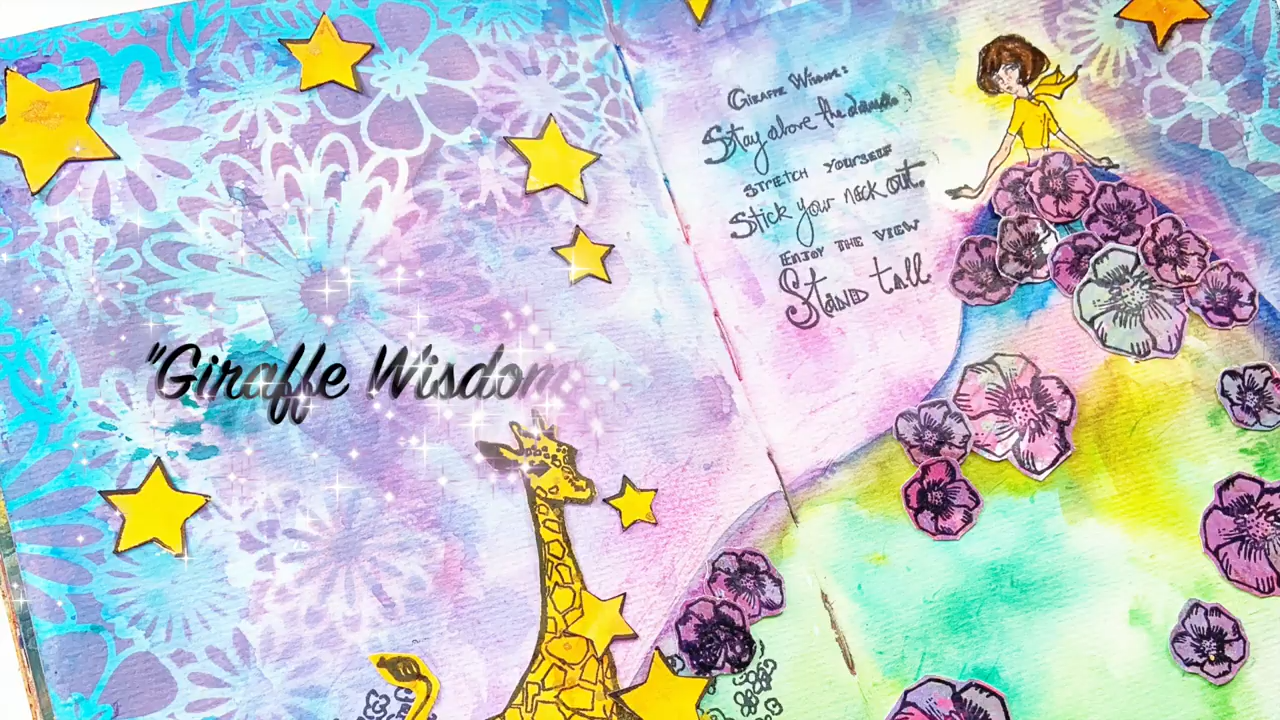 "Giraffe Wisdom
GIRAFFE WISDOM:
Stay above the drama :)
STRETCH YOURSELF
Stick your neck out.
ENJOY THE VIEW
STAND tall